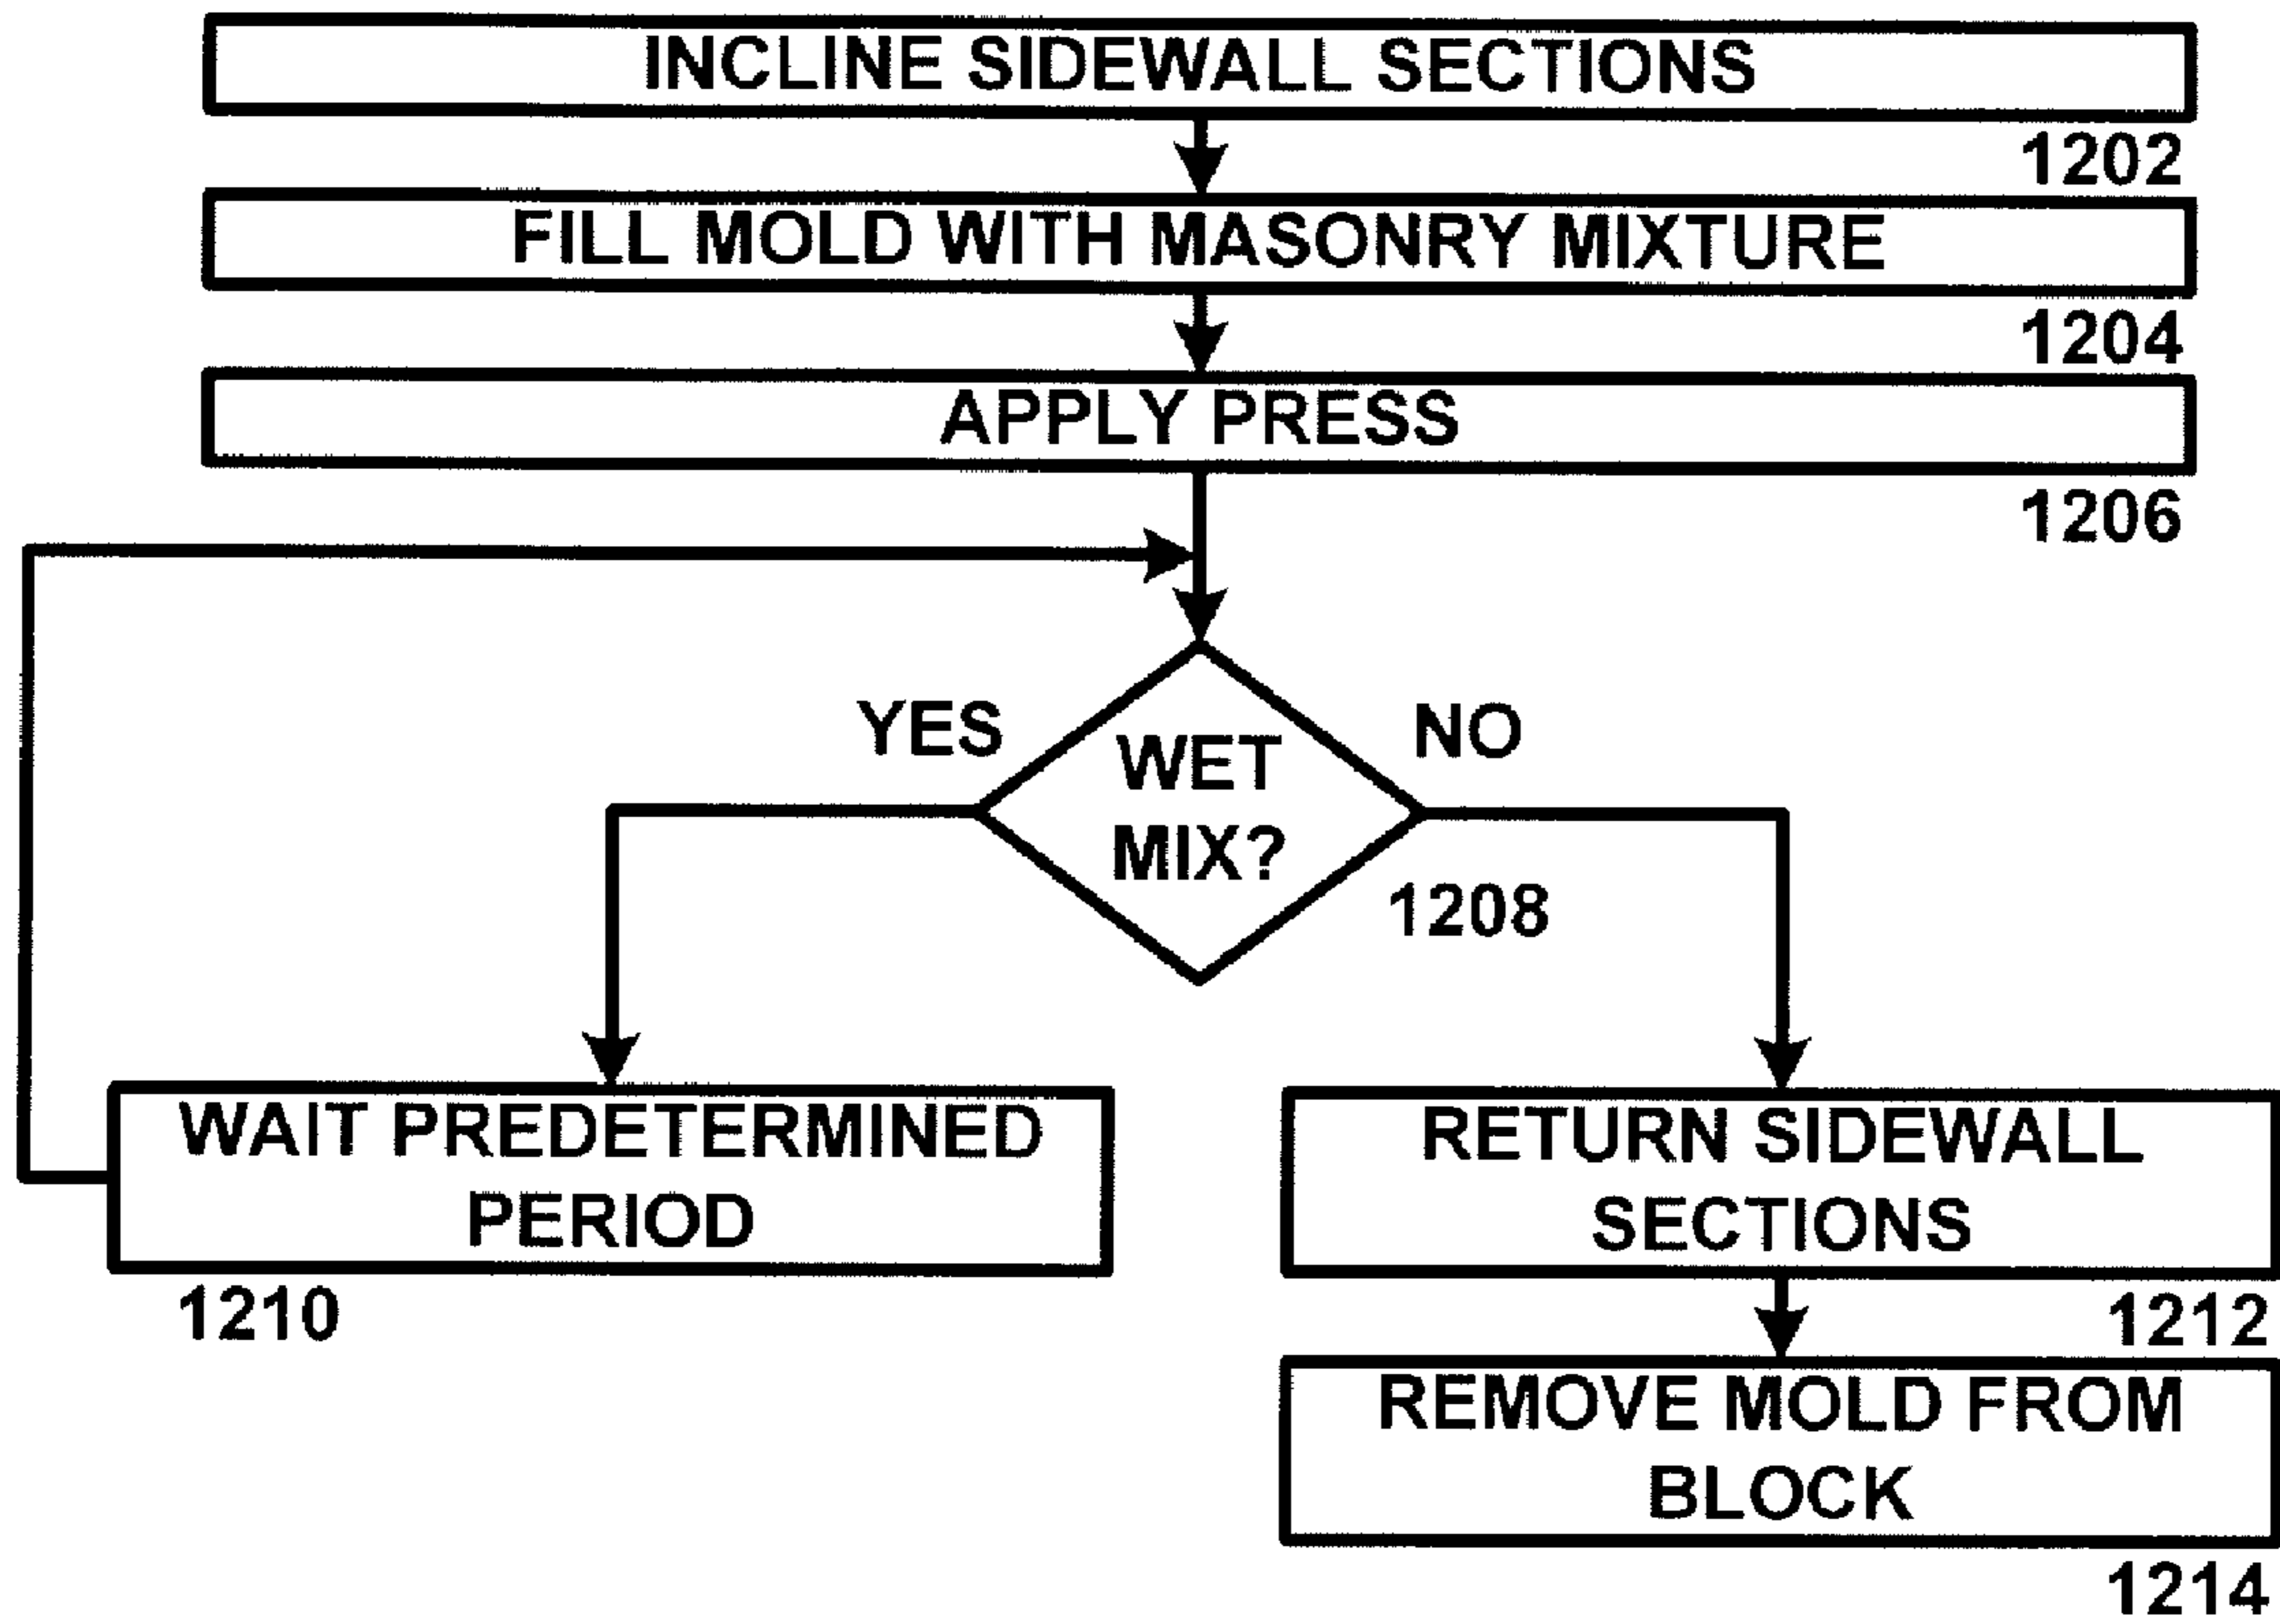 INCLINE SIDEWALL SECTIONS
1202
FILL MOLD WITH MASONRY MIXTURE
1204
APPLY PRESS
1206
YES
NO
WET
MIX?
1208
WAIT PREDETERMINED
PERIOD
1210
RETURN SIDEWALL
SECTIONS
1212
REMOVE MOLD FROM
BLOCK
1214